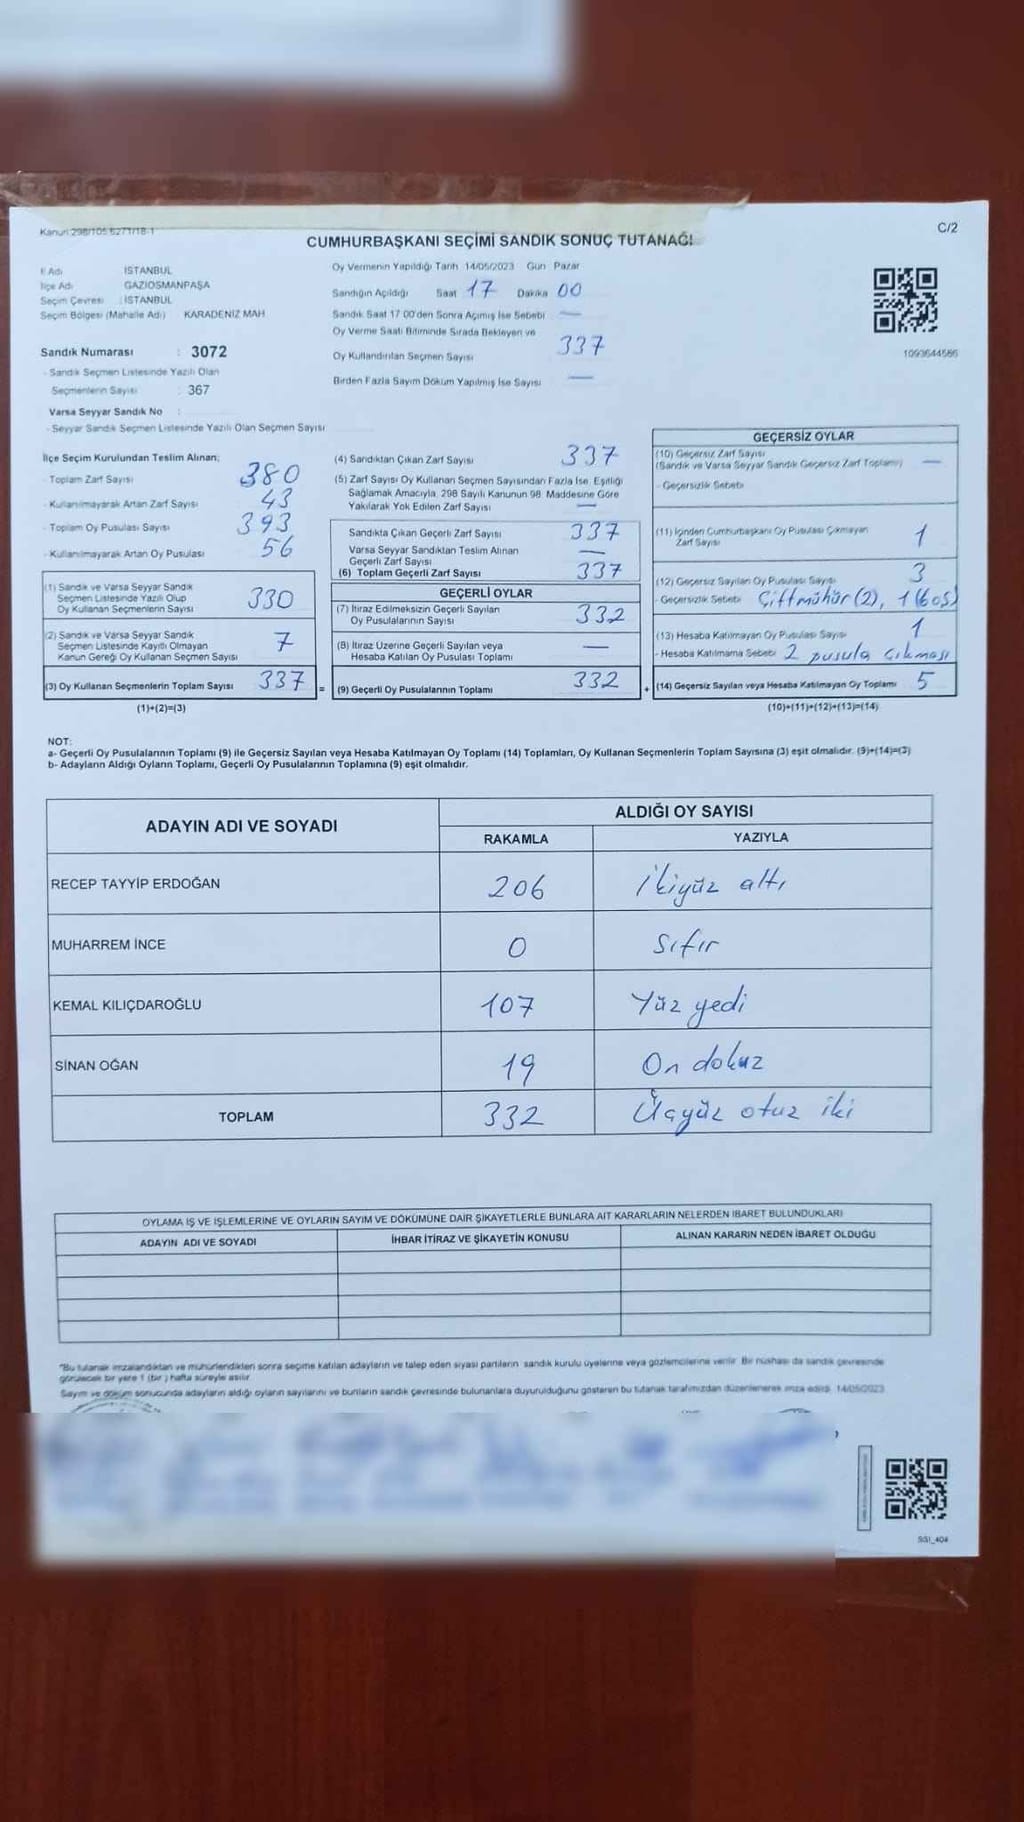 Kanun:298/105 6271/18-1
C/2
CUMHURBAŞKANI SEÇİMİ SANDIK SONUÇ TUTANAĞI
İl Adı İSTANBUL
İlçe Adı GAZİOSMANPAŞA
Seçim Çevresi : İSTANBUL
Seçim Bölgesi (Mahalle Adı) KARADENİZ MAH
Sandık Numarası : 3072
- Sandık Seçmen Listesinde Yazılı Olan
Seçmenlerin Sayısı : 367
Varsa Seyyar Sandık No :
- Seyyar Sandık Seçmen Listesinde Yazılı Olan Seçmen Sayısı
Oy Vermenin Yapıldığı Tarih 14/05/2023 Gün Pazar
Sandığın Açıldığı Saat 17 Dakika 00
Sandık Saat 17 00'den Sonra Açmış İse Sebebi —
Oy Verme Saati Bitiminde Sırada Bekleyen ve
Oy Kullandırılan Seçmen Sayısı 337
Birden Fazla Sayım Döküm Yapılmış İse Sayısı —
1093644586
İlçe Seçim Kurulundan Teslim Alınan;
- Toplam Zarf Sayısı 380
- Kullanılmayarak Artan Zarf Sayısı 43
- Toplam Oy Pusulası Sayısı 393
- Kullanılmayarak Artan Oy Pusulası 56
(1) Sandık ve Varsa Seyyar Sandık
Seçmen Listesinde Yazılı Olup
Oy Kullanan Seçmenlerin Sayısı 330
(2) Sandık ve Varsa Seyyar Sandık
Seçmen Listesinde Kayıtlı Olmayan
Kanun Gereği Oy Kullanan Seçmen Sayısı 7
(3) Oy Kullanan Seçmenlerin Toplam Sayısı 337 =
(1)+(2)=(3)
(4) Sandıktan Çıkan Zarf Sayısı 337
(5) Zarf Sayısı Oy Kullanan Seçmen Sayısından Fazla İse, Eşitliği
Sağlamak Amacıyla, 298 Sayılı Kanunun 98. Maddesine Göre
Yakılarak Yok Edilen Zarf Sayısı —
Sandıkta Çıkan Zarf Sayısı 337
Varsa Seyyar Sandıktan Teslim Alınan
Geçerli Zarf Sayısı —
(6) Toplam Geçerli Zarf Sayısı 337
GEÇERLİ OYLAR
(7) İtiraz Edilmeksizin Geçerli Sayılan
Oy Pusulalarının Sayısı 332
(8) İtiraz Üzerine Geçerli Sayılan veya
Hesaba Katılan Oy Pusulası Toplamı —
(9) Geçerli Oy Pusulalarının Toplamı 332 +
GEÇERSİZ OYLAR
(10) Geçersiz Zarf Sayısı
(Sandık ve Varsa Seyyar Sandık Geçersiz Zarf Toplamı) —
- Geçersizlik Sebebi
(11) İçinden Cumhurbaşkanı Oy Pusulası Çıkmayan
Zarf Sayısı 1
(12) Geçersiz Sayılan Oy Pusulası Sayısı 3
- Geçersizlik Sebebi Çiftmühür (2), 1 (boş)
(13) Hesaba Katılmayan Oy Pusulası Sayısı 1
- Hesaba Katılmama Sebebi 2 pusula çıkması
(14) Geçersiz Sayılan veya Hesaba Katılmayan Oy Toplamı 5
(10)+(11)+(12)+(13)=(14)
NOT:
a- Geçerli Oy Pusulalarının Toplamı (9) ile Geçersiz Sayılan veya Hesaba Katılmayan Oy Toplamı (14) Toplamları, Oy Kullanan Seçmenlerin Toplam Sayısına (3) eşit olmalıdır. (9)+(14)=(3)
b- Adayların Aldığı Oyların Toplamı, Geçerli Oy Pusulalarının Toplamına (9) eşit olmalıdır.
ADAYIN ADI VE SOYADI
ALDIĞI OY SAYISI
RAKAMLA YAZIYLA
RECEP TAYYİP ERDOĞAN 206 İkiyüz altı
MUHARREM İNCE 0 Sıfır
KEMAL KILIÇDAROĞLU 107 Yüz yedi
SİNAN OĞAN 19 On dokuz
TOPLAM 332 Üçyüz otuz iki
OYLAMA İŞ VE İŞLEMLERİNE VE OYLARIN SAYIM VE DÖKÜMÜNE DAİR ŞİKAYETLERLE BUNLARA AİT KARARLARIN NELERDEN İBARET BULUNDUKLARI
ADAYIN ADI VE SOYADI İHBAR İTİRAZ VE ŞİKAYETİN KONUSU ALINAN KARARIN NEDEN İBARET OLDUĞU
*Bu tutanak imzalandıktan ve mühürlendikten sonra seçime katılan adayların ve talep eden siyasi partilerin sandık kurulu üyelerine veya gözlemcilerine verilir. Bir nüshası da sandık çevresinde
görülecek bir yere 1 (bir) hafta süreyle asılır.
Sayım ve döküm sonucunda adayların aldığı oyların sayılarını ve bunların sandık çevresinde bulunanlara duyurulduğunu gösteren bu tutanak tarafımızdan düzenlenerek imza edildi. 14/05/2023
SGI_404